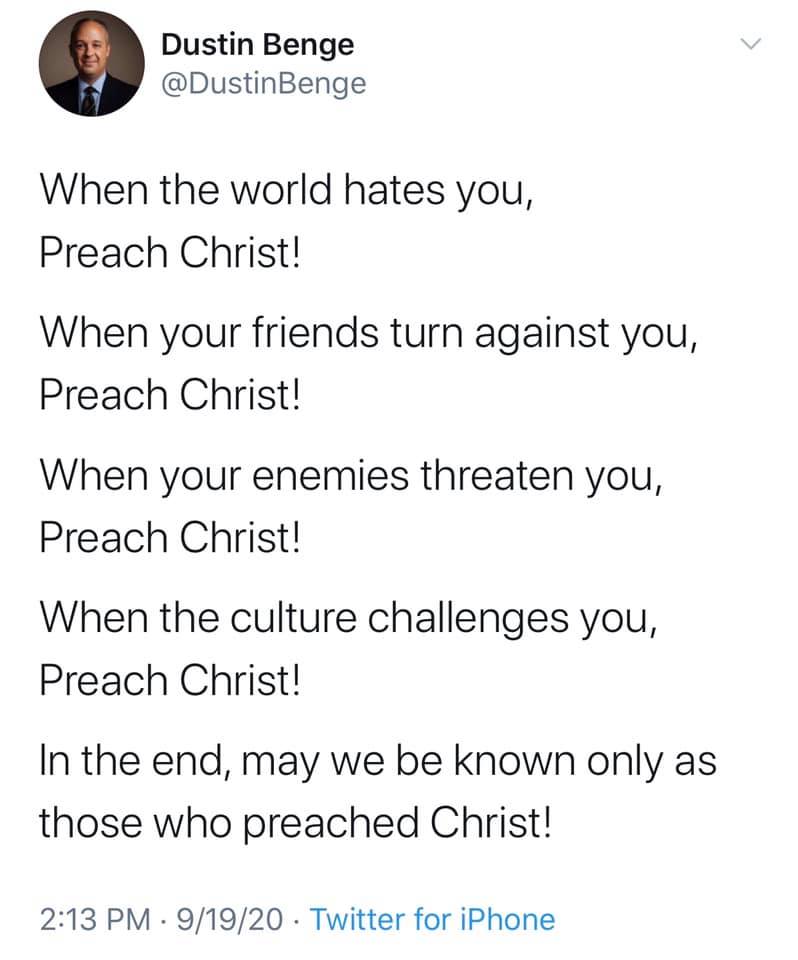 Dustin Benge
@DustinBenge
When the world hates you,
Preach Christ!
When your friends turn against you,
Preach Christ!
When your enemies threaten you,
Preach Christ!
When the culture challenges you,
Preach Christ!
In the end, may we be known only as
those who preached Christ!
2:13 PM · 9/19/20 · Twitter for iPhone